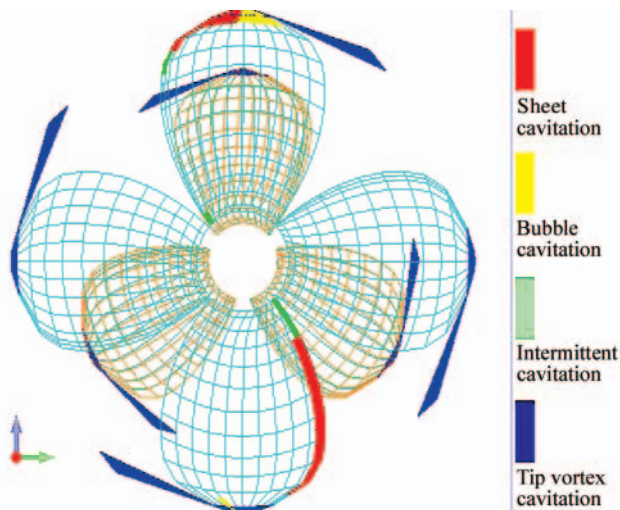 Sheet
cavitation
Bubble
cavitation
Intermittent
cavitation
Tip vortex
cavitation